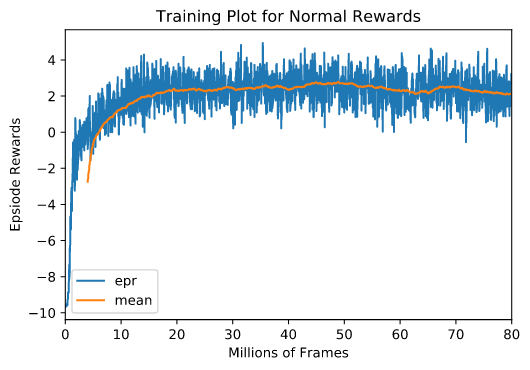 Training Plot for Normal Rewards
Epsiode Rewards
4
2
0
−2
−4
−6
−8
−10
epr
mean
0 10 20 30 40 50 60 70 80
Millions of Frames